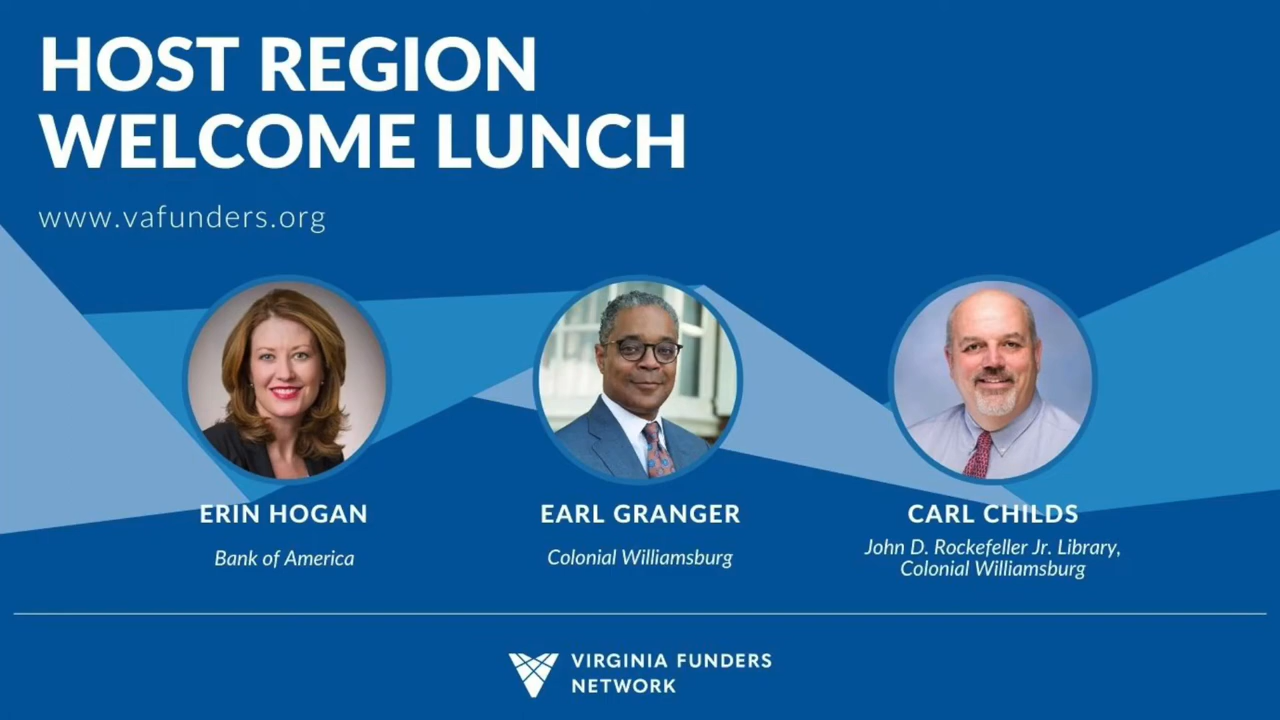 HOST REGION
WELCOME LUNCH
www.vafunders.org
ERIN HOGAN
Bank of America
EARL GRANGER
Colonial Williamsburg
CARL CHILDS
John D. Rockefeller Jr. Library,
Colonial Williamsburg
VIRGINIA FUNDERS
NETWORK